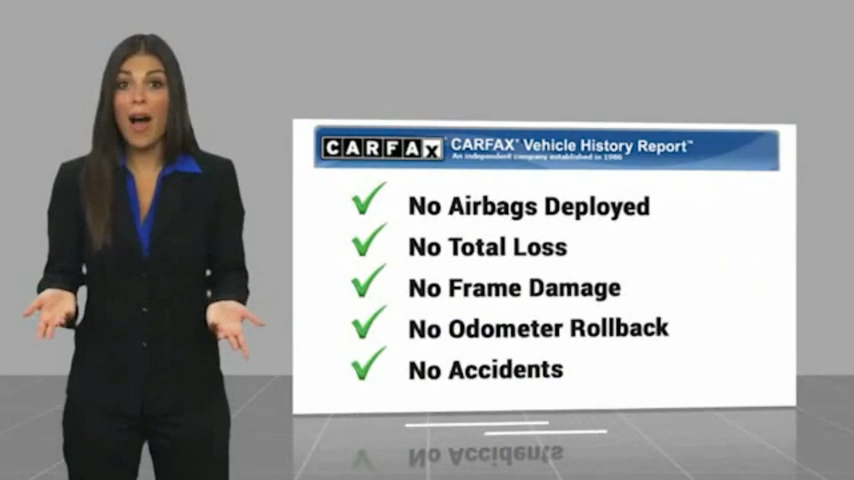 CARFAX CARFAX® Vehicle History Report™
An independent company established in 1986
No Airbags Deployed
No Total Loss
No Frame Damage
No Odometer Rollback
No Accidents
No Accidents